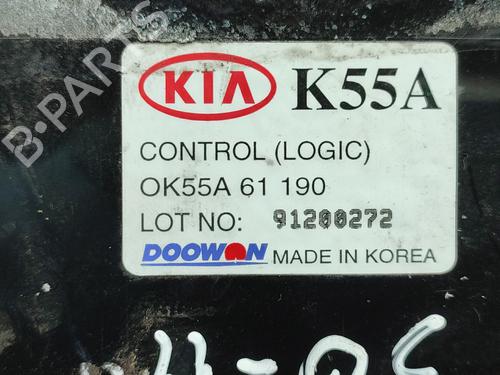 KIA K55A
CONTROL (LOGIC)
OK55A 61 190
LOT NO: 91200272
DOOWON MADE IN KOREA
B-PARTS